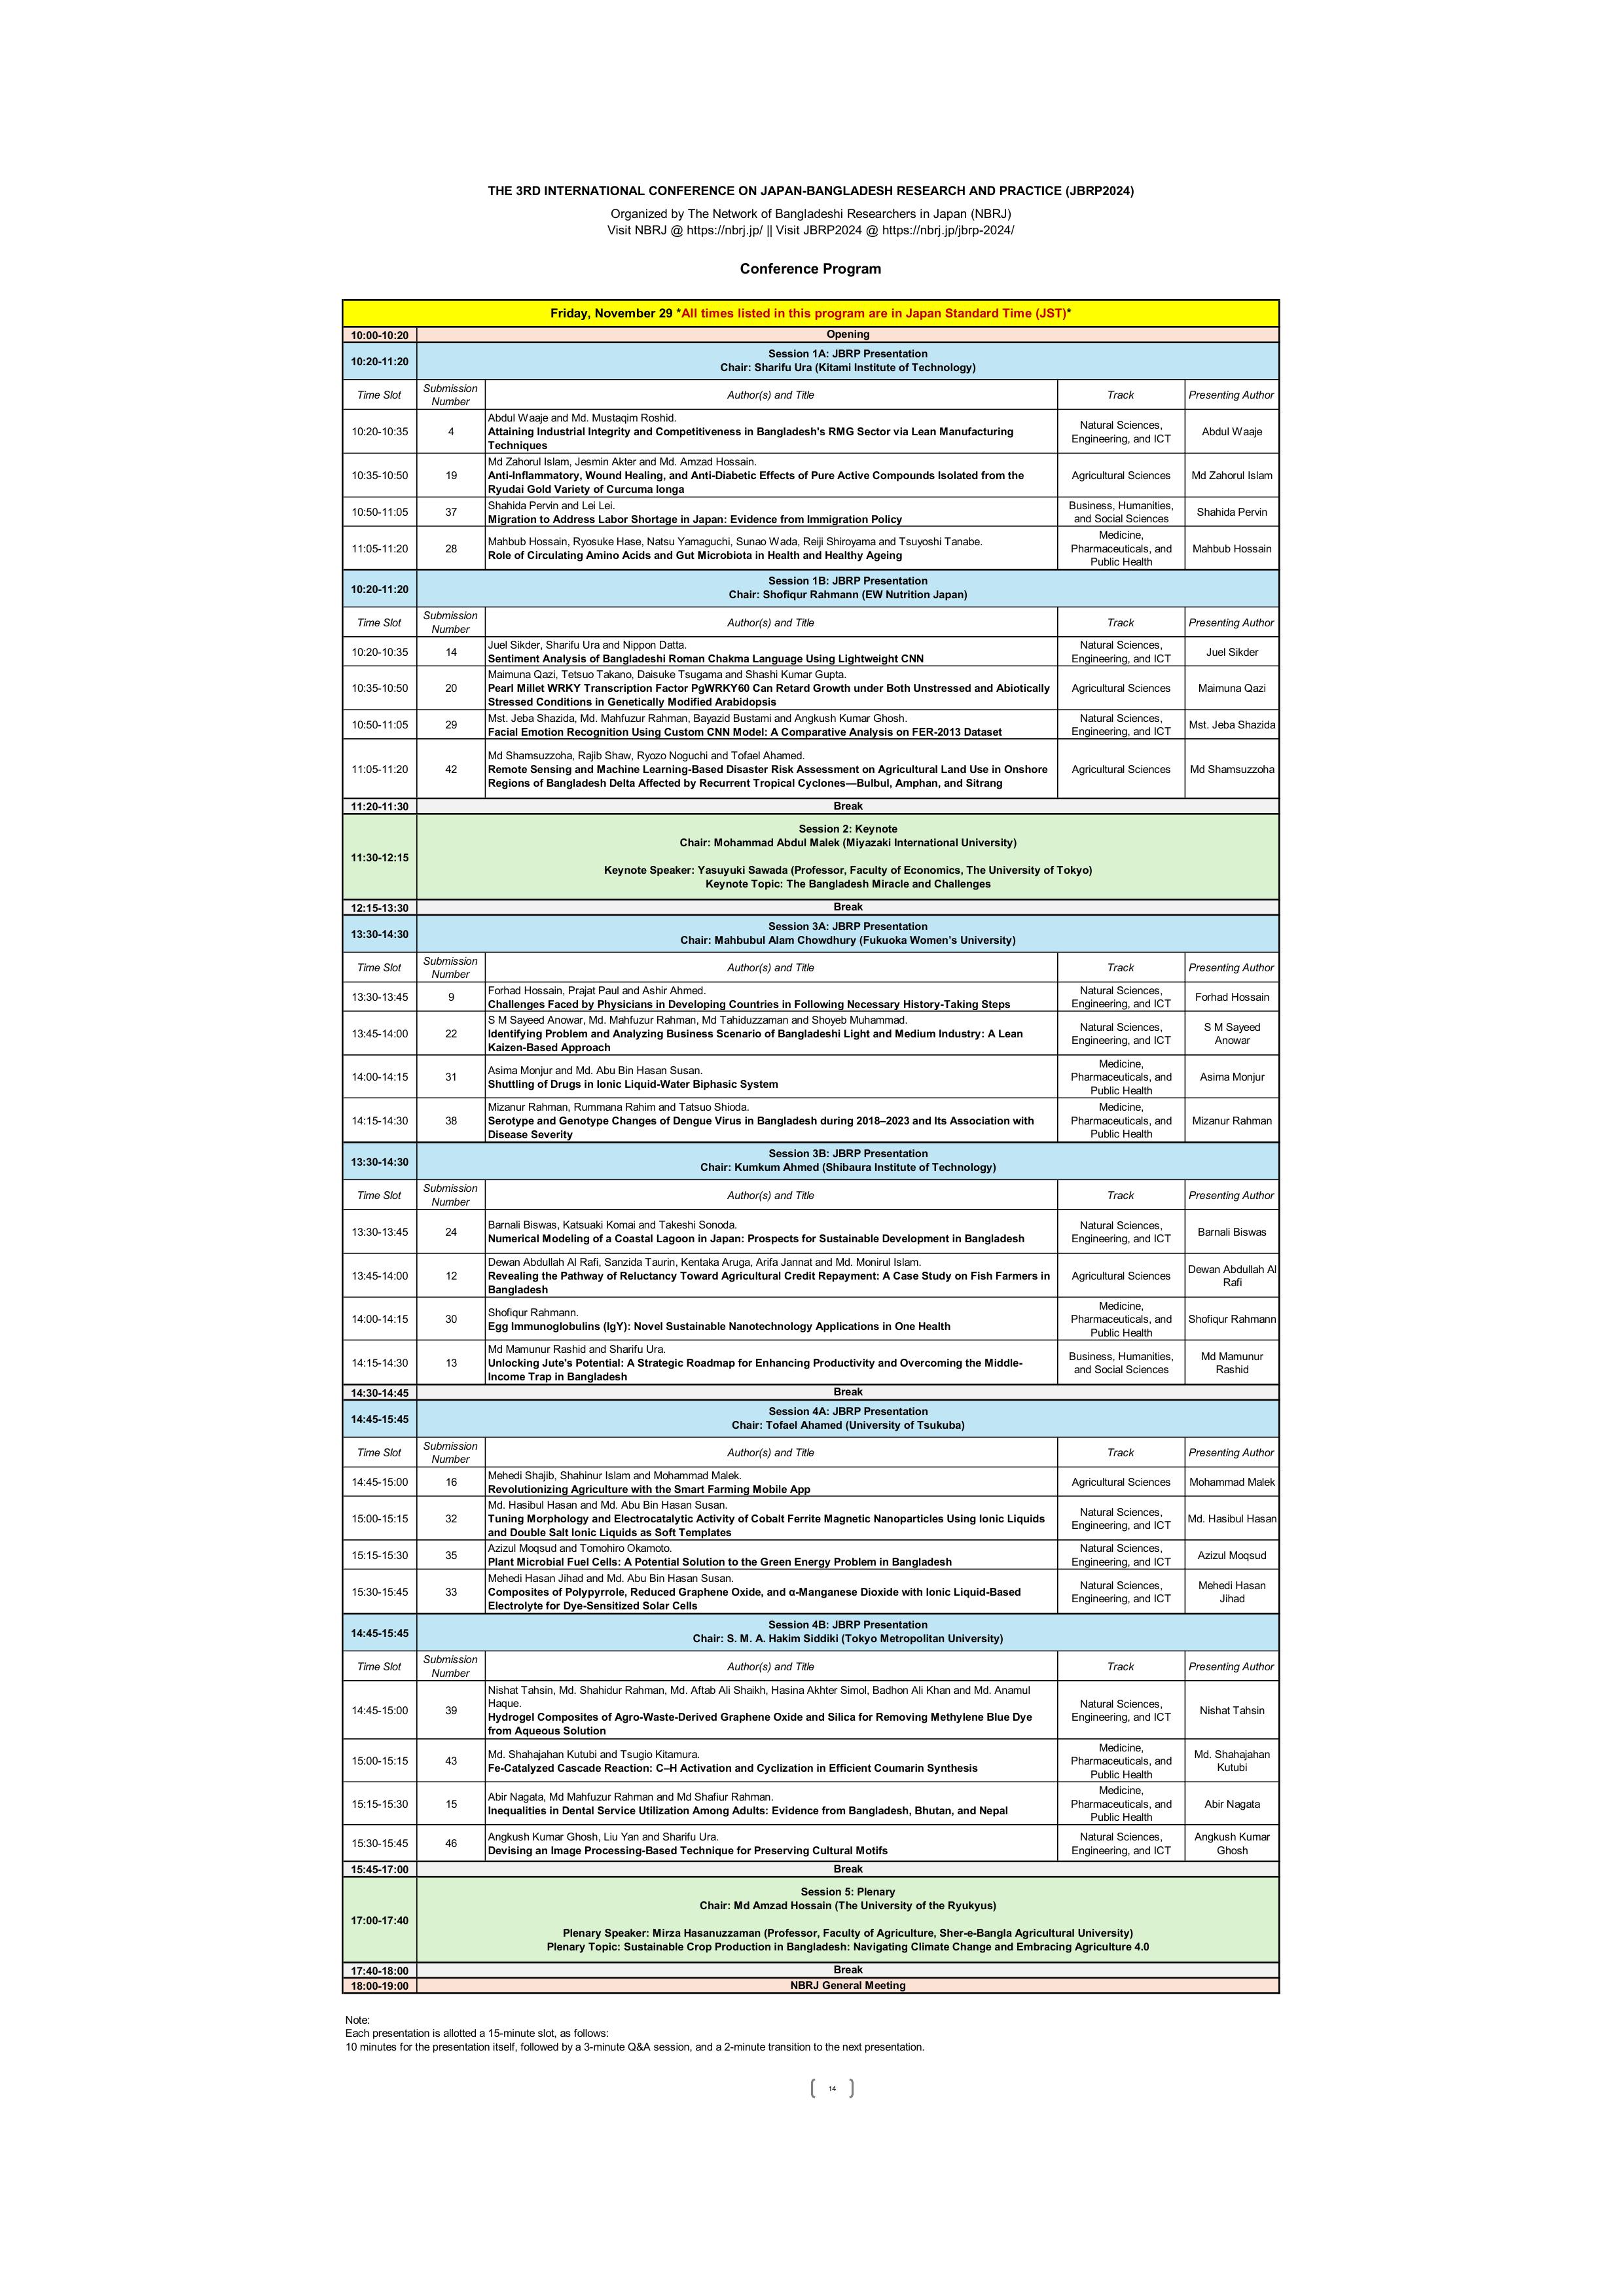 THE 3RD INTERNATIONAL CONFERENCE ON JAPAN-BANGLADESH RESEARCH AND PRACTICE (JBRP2024)
Organized by The Network of Bangladeshi Researchers in Japan (NBRJ)
Visit NBRJ @ https://nbrj.jp/ || Visit JBRP2024 @ https://nbrj.jp/jbrp-2024/
Conference Program
Friday, November 29 *All times listed in this program are in Japan Standard Time (JST)*
10:00-10:20 Opening
10:20-11:20
Session 1A: JBRP Presentation
Chair: Sharifu Ura (Kitami Institute of Technology)
Time Slot
Submission
Number
Author(s) and Title
Track
Presenting Author
10:20-10:35
4
Abdul Waaje and Md. Mustaqim Roshid.
Attaining Industrial Integrity and Competitiveness in Bangladesh's RMG Sector via Lean Manufacturing
Techniques
Natural Sciences,
Engineering, and ICT
Abdul Waaje
10:35-10:50
19
Md Zahorul Islam, Jesmin Akter and Md. Amzad Hossain.
Anti-Inflammatory, Wound Healing, and Anti-Diabetic Effects of Pure Active Compounds Isolated from the
Ryudai Gold Variety of Curcuma longa
Agricultural Sciences
Md Zahorul Islam
10:50-11:05
37
Shahida Pervin and Lei Lei.
Migration to Address Labor Shortage in Japan: Evidence from Immigration Policy
Business, Humanities,
and Social Sciences
Shahida Pervin
11:05-11:20
28
Mahbub Hossain, Ryosuke Hase, Natsu Yamaguchi, Sunao Wada, Reiji Shiroyama and Tsuyoshi Tanabe.
Role of Circulating Amino Acids and Gut Microbiota in Health and Healthy Ageing
Medicine,
Pharmaceuticals, and
Public Health
Mahbub Hossain
10:20-11:20
Session 1B: JBRP Presentation
Chair: Shofiqur Rahmann (EW Nutrition Japan)
Time Slot
Submission
Number
Author(s) and Title
Track
Presenting Author
10:20-10:35
14
Juel Sikder, Sharifu Ura and Nippon Datta.
Sentiment Analysis of Bangladeshi Roman Chakma Language Using Lightweight CNN
Natural Sciences,
Engineering, and ICT
Juel Sikder
10:35-10:50
20
Maimuna Qazi, Tetsuo Takano, Daisuke Tsugama and Shashi Kumar Gupta.
Pearl Millet WRKY Transcription Factor PgWRKY60 Can Retard Growth under Both Unstressed and Abiotically
Stressed Conditions in Genetically Modified Arabidopsis
Agricultural Sciences
Maimuna Qazi
10:50-11:05
29
Mst. Jeba Shazida, Md. Mahfuzur Rahman, Bayazid Bustami and Angkush Kumar Ghosh.
Facial Emotion Recognition Using Custom CNN Model: A Comparative Analysis on FER-2013 Dataset
Natural Sciences,
Engineering, and ICT
Mst. Jeba Shazida
11:05-11:20
42
Md Shamsuzzoha, Rajib Shaw, Ryozo Noguchi and Tofael Ahamed.
Remote Sensing and Machine Learning-Based Disaster Risk Assessment on Agricultural Land Use in Onshore
Regions of Bangladesh Delta Affected by Recurrent Tropical Cyclones—Bulbul, Amphan, and Sitrang
Agricultural Sciences
Md Shamsuzzoha
11:20-11:30 Break
11:30-12:15
Session 2: Keynote
Chair: Mohammad Abdul Malek (Miyazaki International University)
Keynote Speaker: Yasuyuki Sawada (Professor, Faculty of Economics, The University of Tokyo)
Keynote Topic: The Bangladesh Miracle and Challenges
12:15-13:30 Break
13:30-14:30
Session 3A: JBRP Presentation
Chair: Mahbubul Alam Chowdhury (Fukuoka Women’s University)
Time Slot
Submission
Number
Author(s) and Title
Track
Presenting Author
13:30-13:45
9
Forhad Hossain, Prajat Paul and Ashir Ahmed.
Challenges Faced by Physicians in Developing Countries in Following Necessary History-Taking Steps
Natural Sciences,
Engineering, and ICT
Forhad Hossain
13:45-14:00
22
S M Sayeed Anowar, Md. Mahfuzur Rahman, Md Tahiduzzaman and Shoyeb Muhammad.
Identifying Problem and Analyzing Business Scenario of Bangladeshi Light and Medium Industry: A Lean
Kaizen-Based Approach
Natural Sciences,
Engineering, and ICT
S M Sayeed
Anowar
14:00-14:15
31
Asima Monjur and Md. Abu Bin Hasan Susan.
Shuttling of Drugs in Ionic Liquid-Water Biphasic System
Medicine,
Pharmaceuticals, and
Public Health
Asima Monjur
14:15-14:30
38
Mizanur Rahman, Rummana Rahim and Tatsuo Shioda.
Serotype and Genotype Changes of Dengue Virus in Bangladesh during 2018–2023 and Its Association with
Disease Severity
Medicine,
Pharmaceuticals, and
Public Health
Mizanur Rahman
13:30-14:30
Session 3B: JBRP Presentation
Chair: Kumkum Ahmed (Shibaura Institute of Technology)
Time Slot
Submission
Number
Author(s) and Title
Track
Presenting Author
13:30-13:45
24
Barnali Biswas, Katsuaki Komai and Takeshi Sonoda.
Numerical Modeling of a Coastal Lagoon in Japan: Prospects for Sustainable Development in Bangladesh
Natural Sciences,
Engineering, and ICT
Barnali Biswas
13:45-14:00
12
Dewan Abdullah Al Rafi, Sanzida Taurin, Kentaka Aruga, Arifa Jannat and Md. Monirul Islam.
Revealing the Pathway of Reluctancy Toward Agricultural Credit Repayment: A Case Study on Fish Farmers in
Bangladesh
Agricultural Sciences
Dewan Abdullah Al
Rafi
14:00-14:15
30
Shofiqur Rahmann.
Egg Immunoglobulins (IgY): Novel Sustainable Nanotechnology Applications in One Health
Medicine,
Pharmaceuticals, and
Public Health
Shofiqur Rahmann
14:15-14:30
13
Md Mamunur Rashid and Sharifu Ura.
Unlocking Jute's Potential: A Strategic Roadmap for Enhancing Productivity and Overcoming the Middle-
Income Trap in Bangladesh
Business, Humanities,
and Social Sciences
Md Mamunur
Rashid
14:30-14:45 Break
14:45-15:45
Session 4A: JBRP Presentation
Chair: Tofael Ahamed (University of Tsukuba)
Time Slot
Submission
Number
Author(s) and Title
Track
Presenting Author
14:45-15:00
16
Mehedi Shajib, Shahinur Islam and Mohammad Malek.
Revolutionizing Agriculture with the Smart Farming Mobile App
Agricultural Sciences
Mohammad Malek
15:00-15:15
32
Md. Hasibul Hasan and Md. Abu Bin Hasan Susan.
Tuning Morphology and Electrocatalytic Activity of Cobalt Ferrite Magnetic Nanoparticles Using Ionic Liquids
and Double Salt Ionic Liquids as Soft Templates
Natural Sciences,
Engineering, and ICT
Md. Hasibul Hasan
15:15-15:30
35
Azizul Moqsud and Tomohiro Okamoto.
Plant Microbial Fuel Cells: A Potential Solution to the Green Energy Problem in Bangladesh
Natural Sciences,
Engineering, and ICT
Azizul Moqsud
15:30-15:45
33
Mehedi Hasan Jihad and Md. Abu Bin Hasan Susan.
Composites of Polypyrrole, Reduced Graphene Oxide, and α-Manganese Dioxide with Ionic Liquid-Based
Electrolyte for Dye-Sensitized Solar Cells
Natural Sciences,
Engineering, and ICT
Mehedi Hasan
Jihad
14:45-15:45
Session 4B: JBRP Presentation
Chair: S. M. A. Hakim Siddiki (Tokyo Metropolitan University)
Time Slot
Submission
Number
Author(s) and Title
Track
Presenting Author
14:45-15:00
39
Nishat Tahsin, Md. Shahidur Rahman, Md. Aftab Ali Shaikh, Hasina Akhter Simol, Badhon Ali Khan and Md. Anamul
Haque.
Hydrogel Composites of Agro-Waste-Derived Graphene Oxide and Silica for Removing Methylene Blue Dye
from Aqueous Solution
Natural Sciences,
Engineering, and ICT
Nishat Tahsin
15:00-15:15
43
Md. Shahajahan Kutubi and Tsugio Kitamura.
Fe-Catalyzed Cascade Reaction: C–H Activation and Cyclization in Efficient Coumarin Synthesis
Medicine,
Pharmaceuticals, and
Public Health
Md. Shahajahan
Kutubi
15:15-15:30
15
Abir Nagata, Md Mahfuzur Rahman and Md Shafiur Rahman.
Inequalities in Dental Service Utilization Among Adults: Evidence from Bangladesh, Bhutan, and Nepal
Medicine,
Pharmaceuticals, and
Public Health
Abir Nagata
15:30-15:45
46
Angkush Kumar Ghosh, Liu Yan and Sharifu Ura.
Devising an Image Processing-Based Technique for Preserving Cultural Motifs
Natural Sciences,
Engineering, and ICT
Angkush Kumar
Ghosh
15:45-17:00 Break
17:00-17:40
Session 5: Plenary
Chair: Md Amzad Hossain (The University of the Ryukyus)
Plenary Speaker: Mirza Hasanuzzaman (Professor, Faculty of Agriculture, Sher-e-Bangla Agricultural University)
Plenary Topic: Sustainable Crop Production in Bangladesh: Navigating Climate Change and Embracing Agriculture 4.0
17:40-18:00 Break
18:00-19:00 NBRJ General Meeting
Note:
Each presentation is allotted a 15-minute slot, as follows:
10 minutes for the presentation itself, followed by a 3-minute Q&A session, and a 2-minute transition to the next presentation.
14